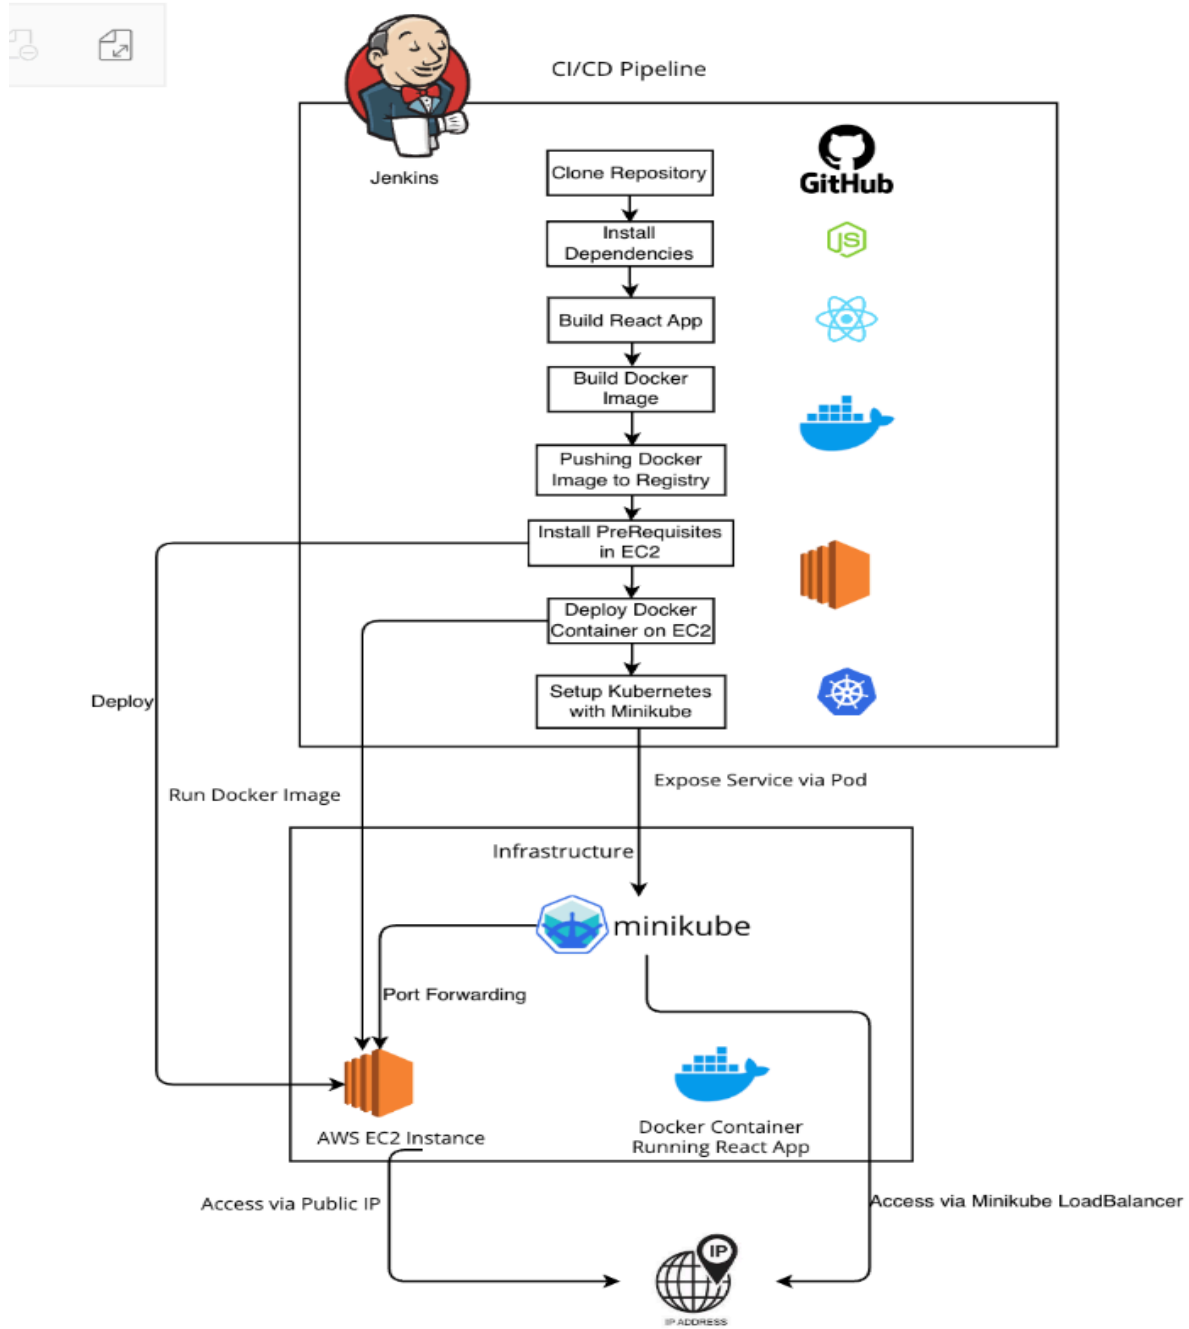 CI/CD Pipeline
Jenkins
Clone Repository
GitHub
Install
Dependencies
JS
Build React App
Build Docker
Image
Pushing Docker
Image to Registry
Install PreRequisites
in EC2
Deploy Docker
Container on EC2
Setup Kubernetes
with Minikube
Deploy
Run Docker Image
Expose Service via Pod
Infrastructure
minikube
Port Forwarding
AWS EC2 Instance
Docker Container
Running React App
Access via Public IP
Access via Minikube LoadBalancer
IP
IP ADDRESS